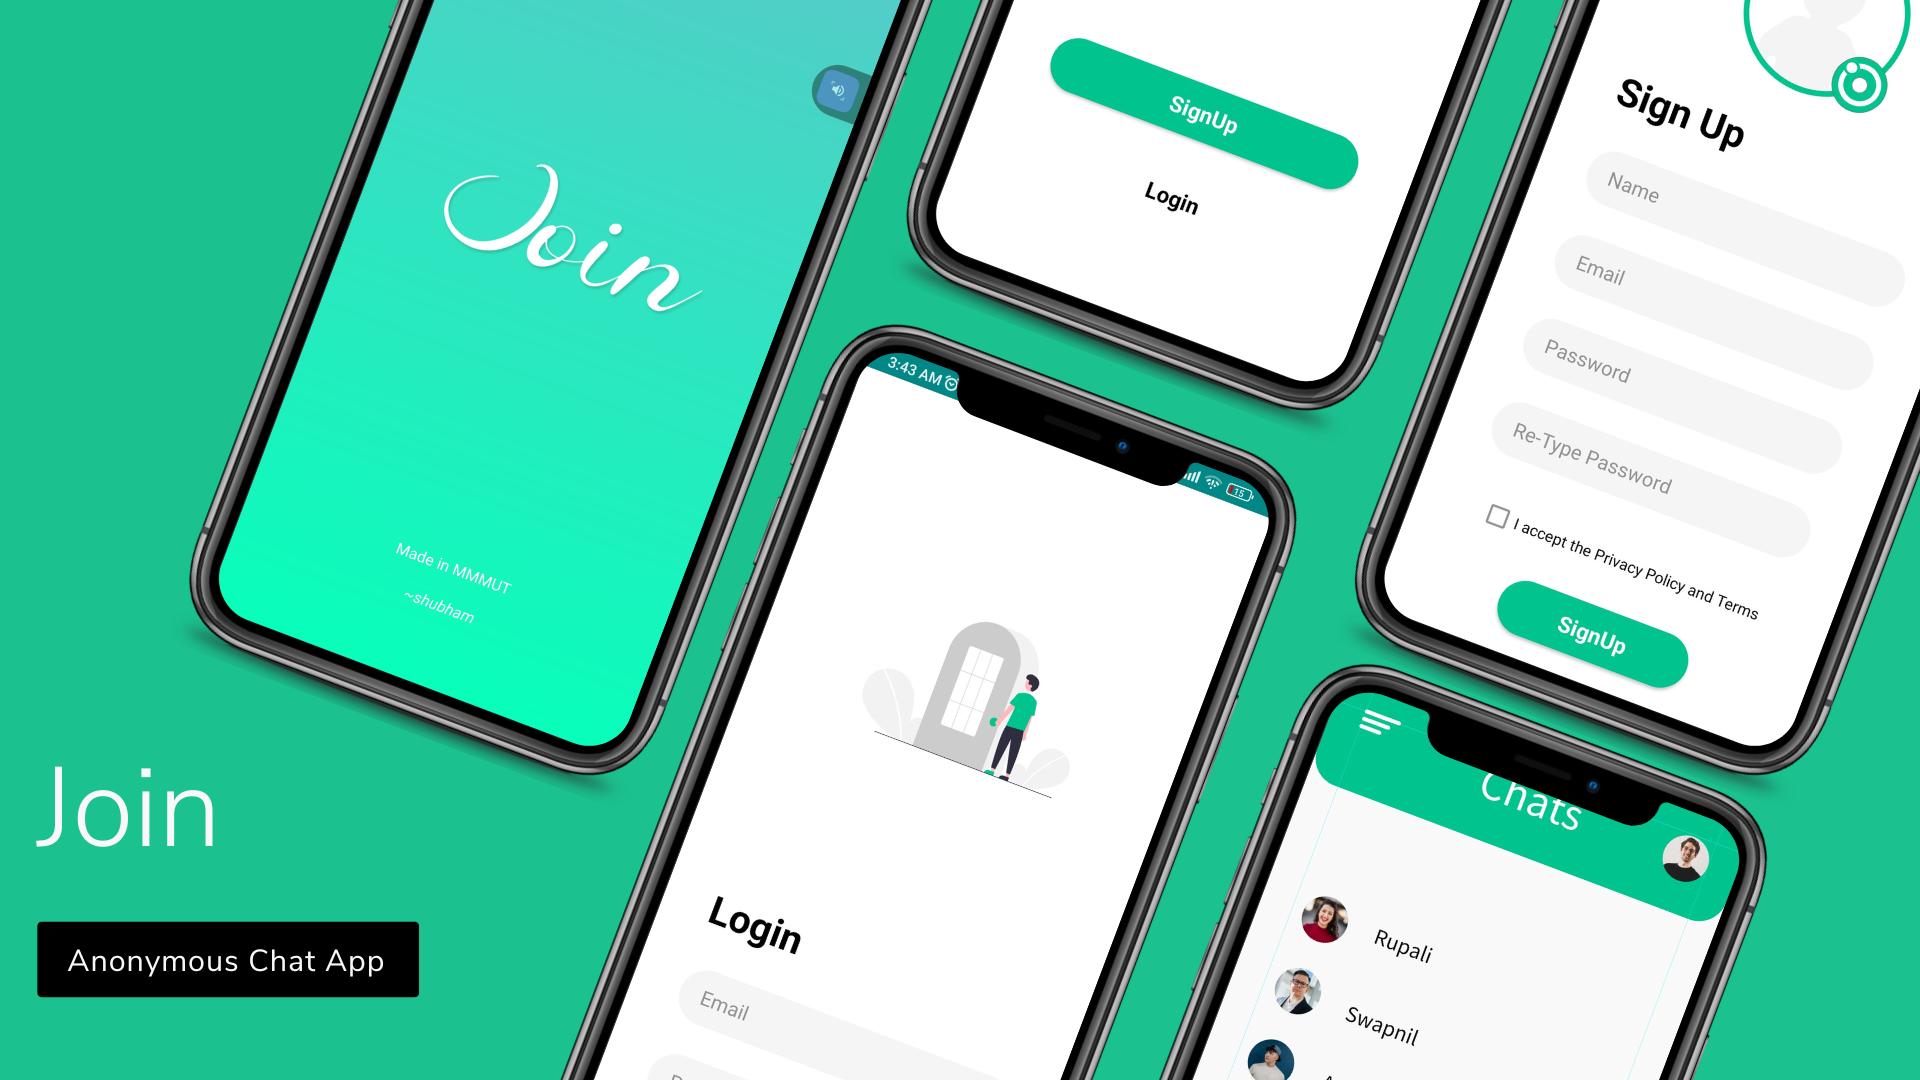 Join
Made in MMMUT
~shubham
SignUp
Login
Sign Up
Name
Email
Password
Re-Type Password
I accept the Privacy Policy and Terms
SignUp
3:43 AM
15
Login
Email
Chats
Rupali
Swapnil
Join
Anonymous Chat App